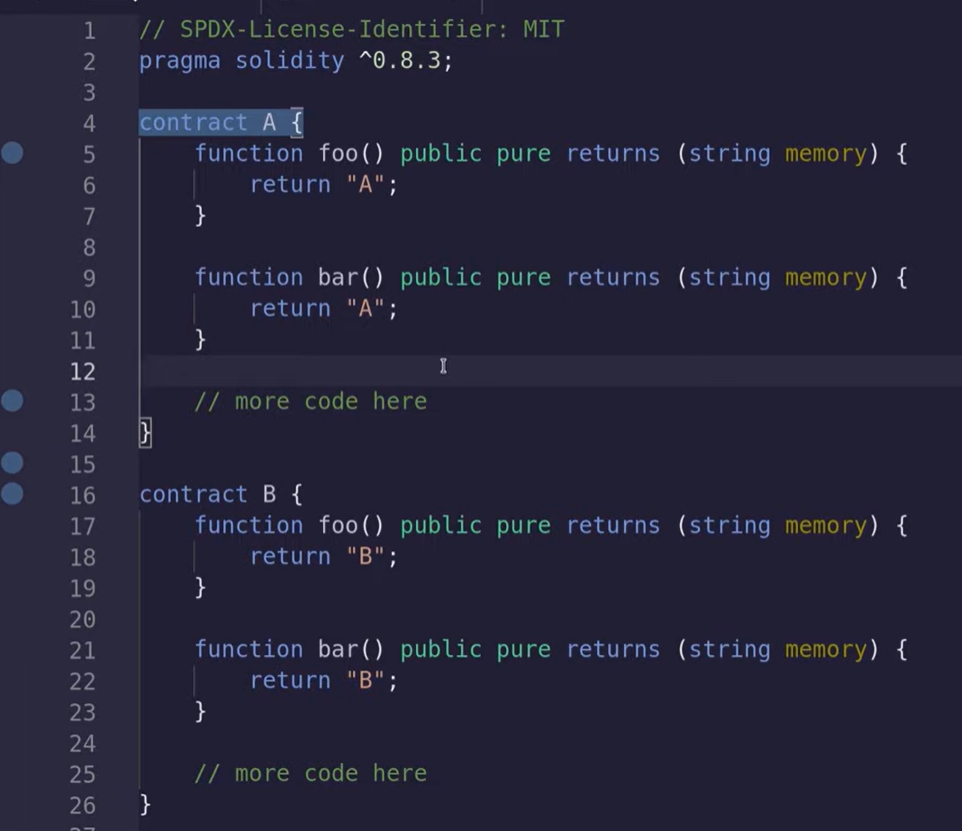 1 // SPDX-License-Identifier: MIT
2 pragma solidity ^0.8.3;
3
4 contract A {
5 function foo() public pure returns (string memory) {
6 return "A";
7 }
8
9 function bar() public pure returns (string memory) {
10 return "A";
11 }
12
13 // more code here
14 }
15
16 contract B {
17 function foo() public pure returns (string memory) {
18 return "B";
19 }
20
21 function bar() public pure returns (string memory) {
22 return "B";
23 }
24
25 // more code here
26 }
27